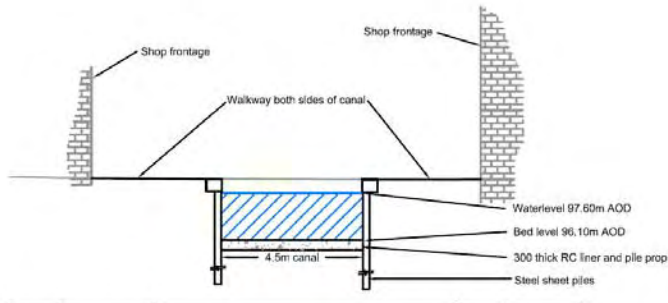 Shop frontage
Shop frontage
Walkway both sides of canal
Waterlevel 97.60m AOD
Bed level 96.10m AOD
300 thick RC liner and pile prop
4.5m canal
Steel sheet piles